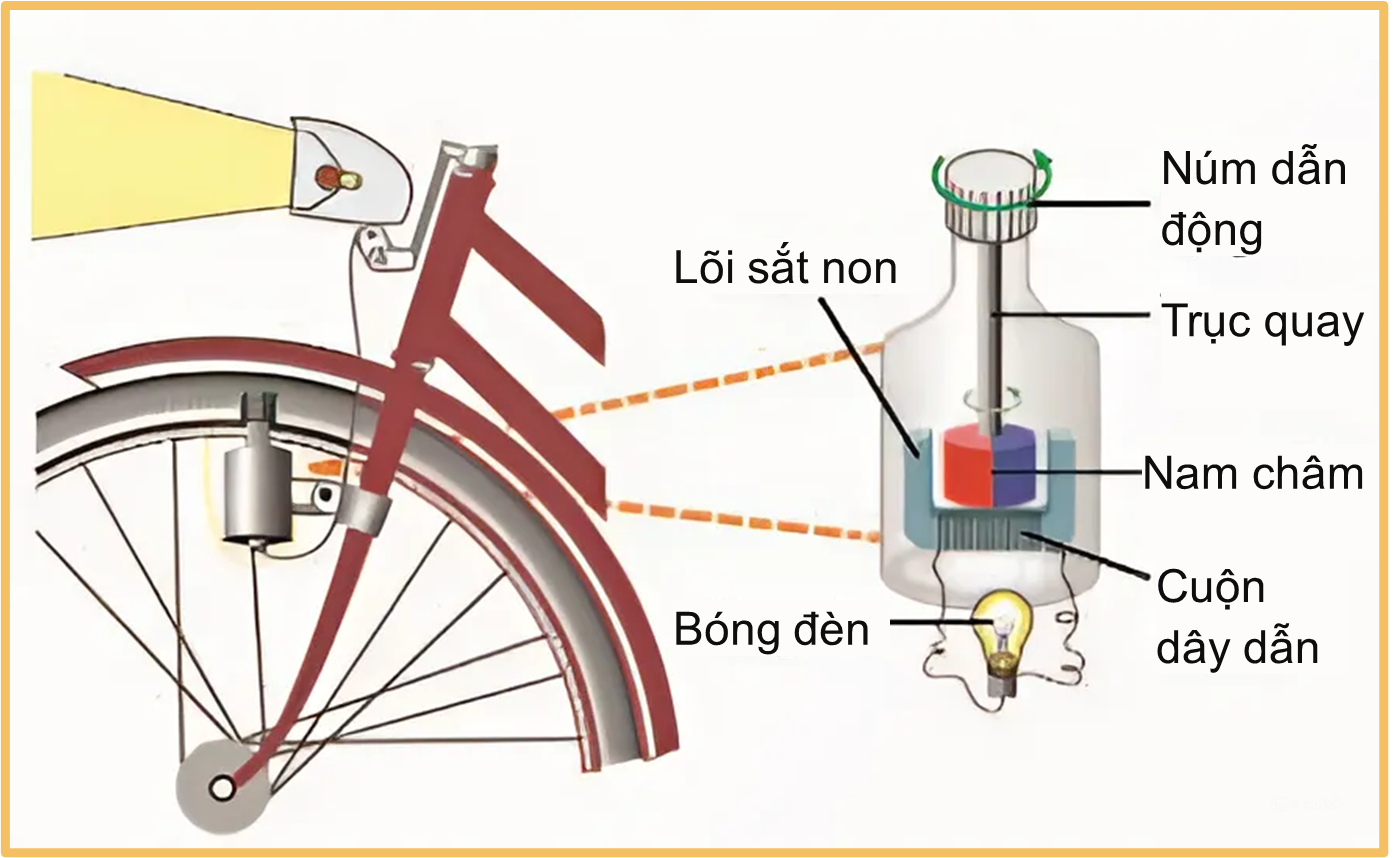 Núm dẫn
động
Lõi sắt non
Trục quay
Nam châm
Cuộn
dây dẫn
Bóng đèn